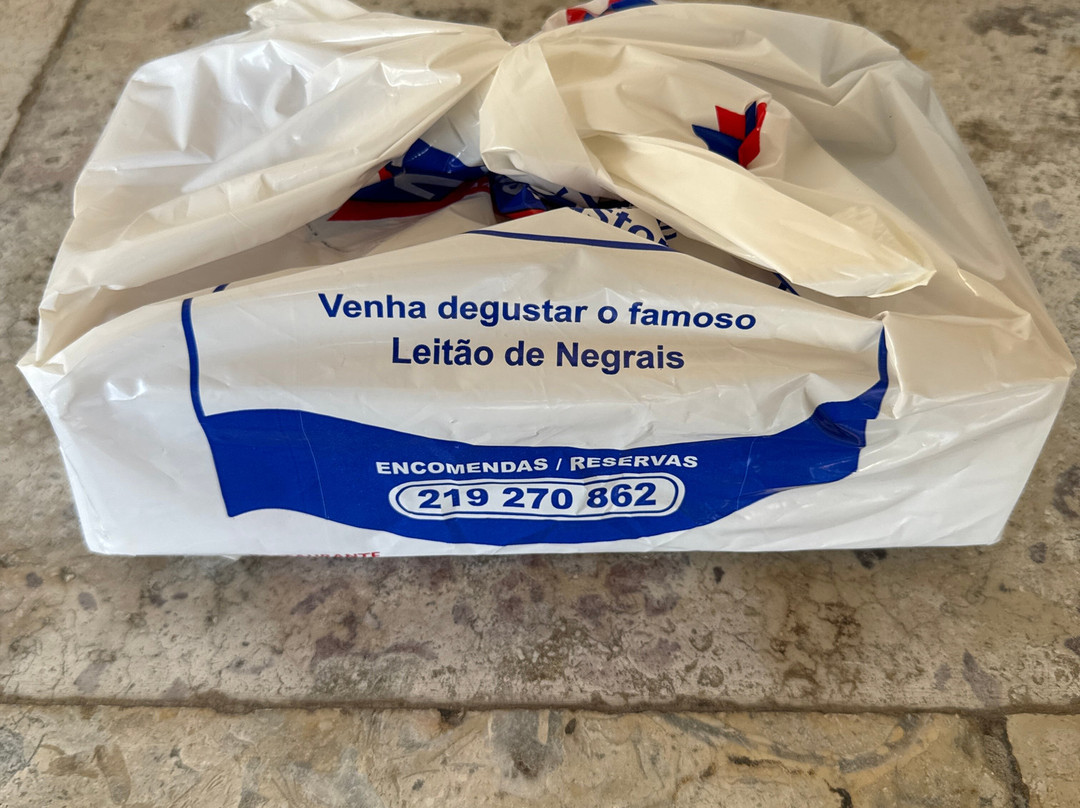 Venha degustar o famoso
Leitão de Negrais
ENCOMENDAS / RESERVAS
219 270 862